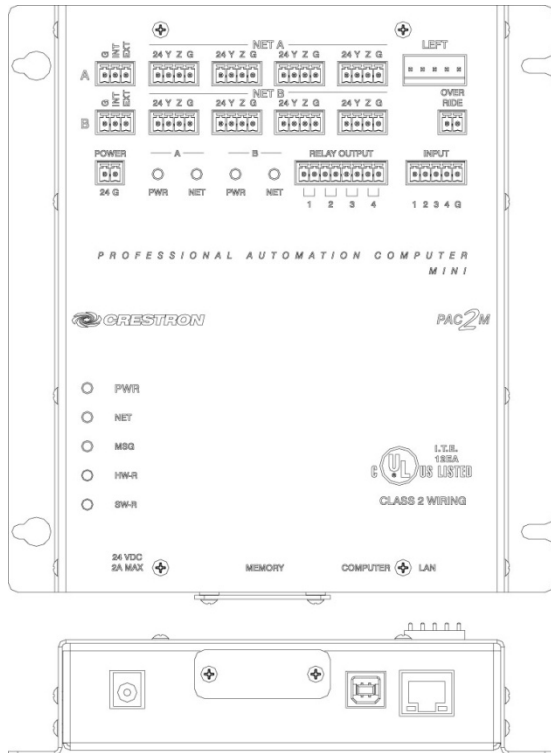 NET A
LEFT
G INT EXT
24 Y Z G 24 Y Z G 24 Y Z G 24 Y Z G
A
NET B
G INT EXT
24 Y Z G 24 Y Z G 24 Y Z G 24 Y Z G
OVER
RIDE
B
POWER
A
B
RELAY OUTPUT
INPUT
24 G
PWR NET PWR NET
1 2 3 4
1 2 3 4 G
PROFESSIONAL AUTOMATION COMPUTER
MINI
CRESTRON
PAC2M
PWR
NET
MSG
HW-R
SW-R
I.T.E.
12EA
C UL US LISTED
CLASS 2 WIRING
24 VDC
2A MAX
MEMORY
COMPUTER
LAN